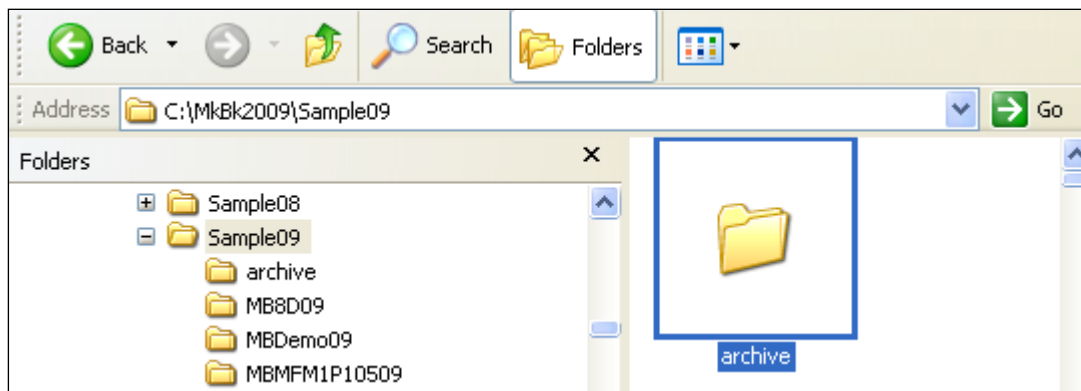 Back Search Folders
Address C:\MkBk2009\Sample09 Go
Folders
Sample08
Sample09
archive
MB8D09
MBDemo09
MBMFM1P10509
archive